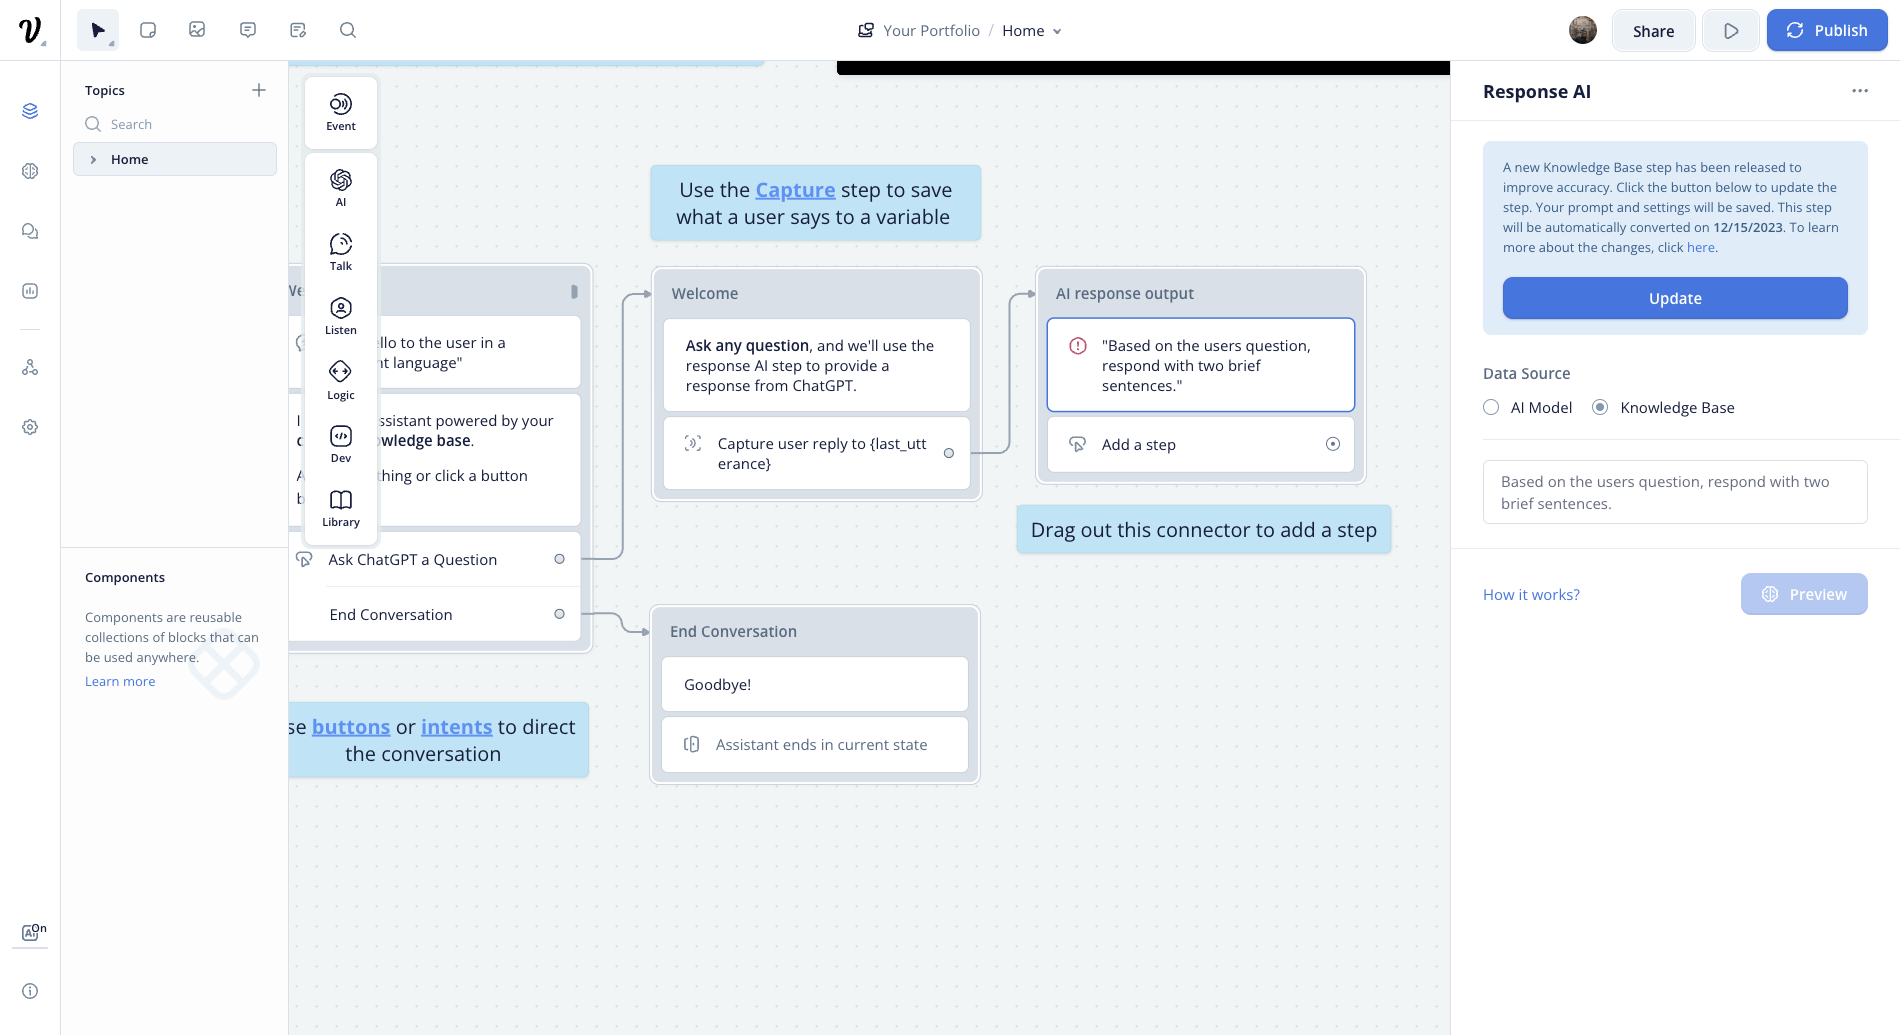 Your Portfolio / Home
Share
Publish
Topics
Search
Home
Components
Components are reusable
collections of blocks that can
be used anywhere.
Learn more
On
Event
AI
Talk
Listen
Logic
Dev
Library
ello to the user in a
nt language"
ssistant powered by your
wledge base.
thing or click a button
Ask ChatGPT a Question
End Conversation
se buttons or intents to direct
the conversation
Use the Capture step to save
what a user says to a variable
Welcome
Ask any question, and we'll use the
response AI step to provide a
response from ChatGPT.
Capture user reply to {last_utt
erance}
End Conversation
Goodbye!
Assistant ends in current state
AI response output
"Based on the users question,
respond with two brief
sentences."
Add a step
Drag out this connector to add a step
Response AI
A new Knowledge Base step has been released to
improve accuracy. Click the button below to update the
step. Your prompt and settings will be saved. This step
will be automatically converted on 12/15/2023. To learn
more about the changes, click here.
Update
Data Source
AI Model
Knowledge Base
Based on the users question, respond with two
brief sentences.
How it works?
Preview